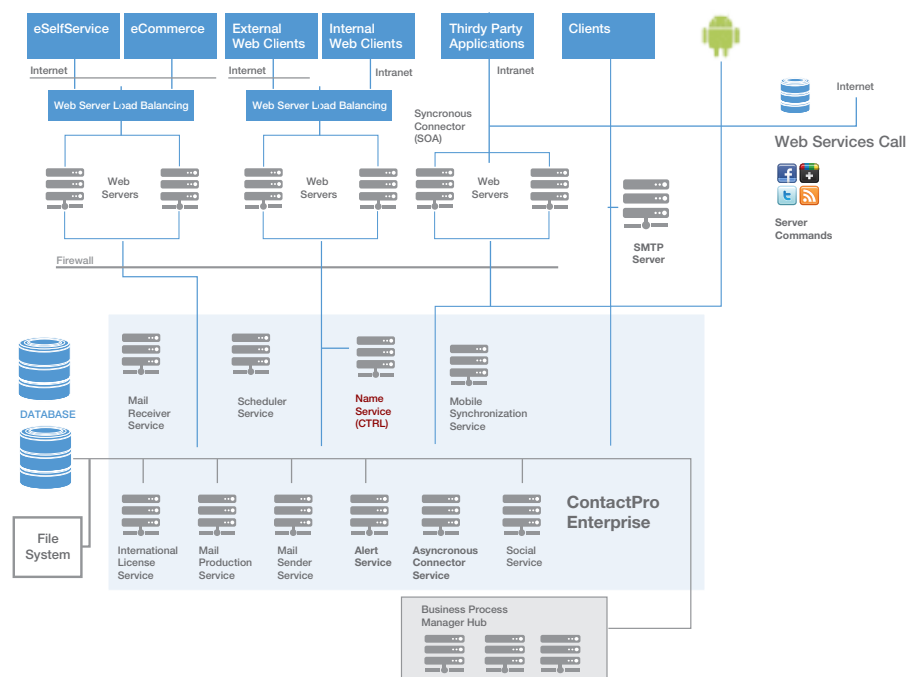 eSelfService
eCommerce
External
Web Clients
Internal
Web Clients
Thirdy Party
Applications
Clients
Internet
Internet
Intranet
Intranet
Internet
Web Server Load Balancing
Web Server Load Balancing
Syncronous
Connector
(SOA)
Web Services Call
Web
Servers
Web
Servers
Web
Servers
f
+
t
Server
Commands
SMTP
Server
Firewall
DATABASE
Mail
Receiver
Service
Scheduler
Service
Name
Service
(CTRL)
Mobile
Synchronization
Service
File
System
ContactPro
Enterprise
International
License
Service
Mail
Production
Service
Mail
Sender
Service
Alert
Service
Asyncronous
Connector
Service
Social
Service
Business Process
Manager Hub